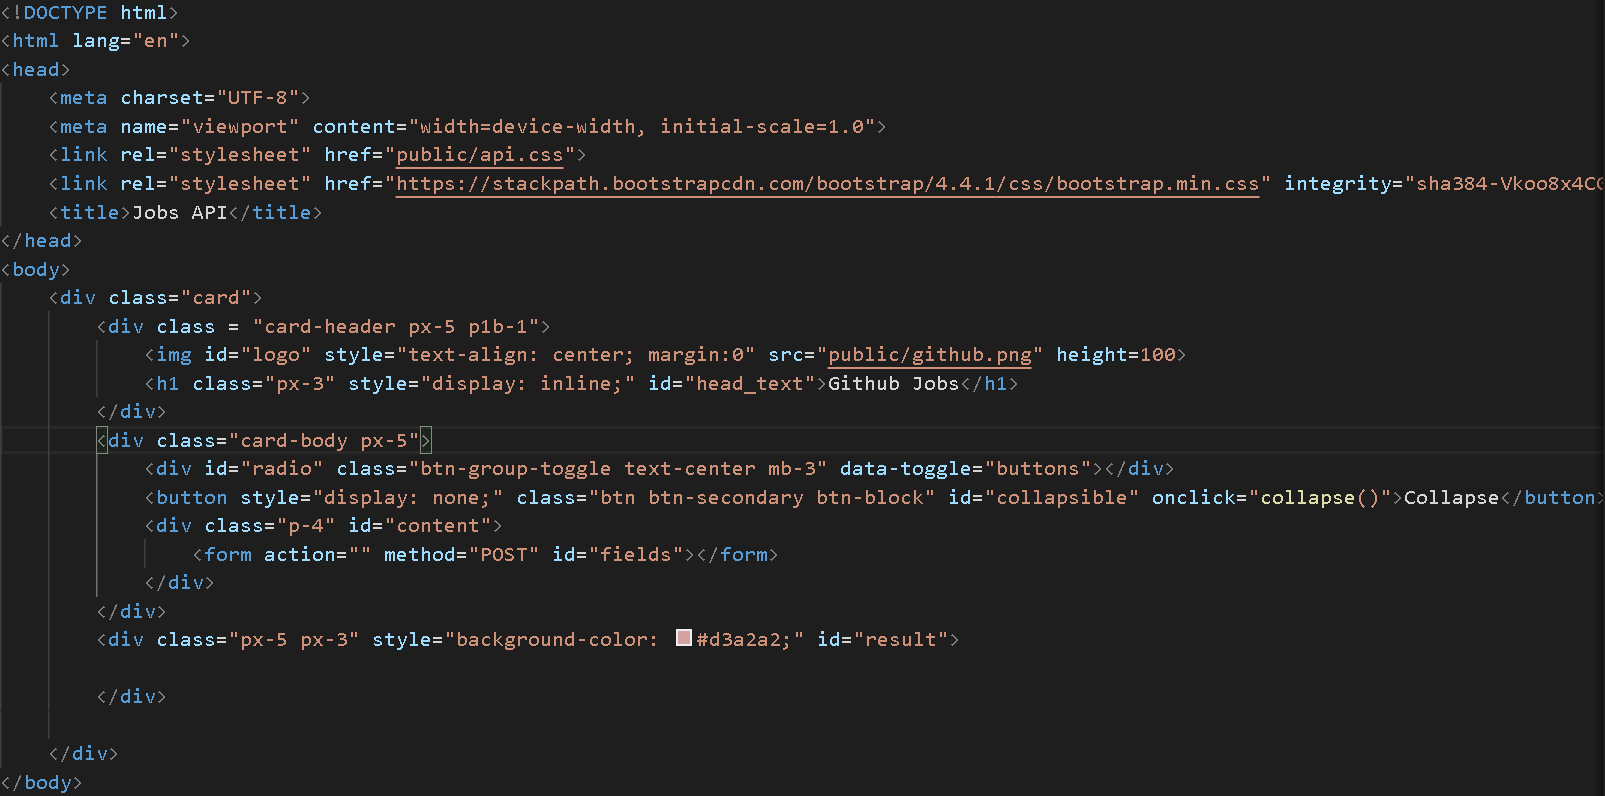 <!DOCTYPE html>
<html lang="en">
<head>
    <meta charset="UTF-8">
    <meta name="viewport" content="width=device-width, initial-scale=1.0">
    <link rel="stylesheet" href="public/api.css">
    <link rel="stylesheet" href="https://stackpath.bootstrapcdn.com/bootstrap/4.4.1/css/bootstrap.min.css" integrity="sha384-Vkoo8x4CG
    <title>Jobs API</title>
</head>
<body>
    <div class="card">
        <div class = "card-header px-5 p1b-1">
            <img id="logo" style="text-align: center; margin:0" src="public/github.png" height=100>
            <h1 class="px-3" style="display: inline;" id="head_text">Github Jobs</h1>
        </div>
        <div class="card-body px-5">
            <div id="radio" class="btn-group-toggle text-center mb-3" data-toggle="buttons"></div>
            <button style="display: none;" class="btn btn-secondary btn-block" id="collapsible" onclick="collapse()">Collapse</button>
            <div class="p-4" id="content">
                <form action="" method="POST" id="fields"></form>
            </div>
        </div>
        <div class="px-5 px-3" style="background-color: #d3a2a2;" id="result">
        </div>
    </div>
</body>